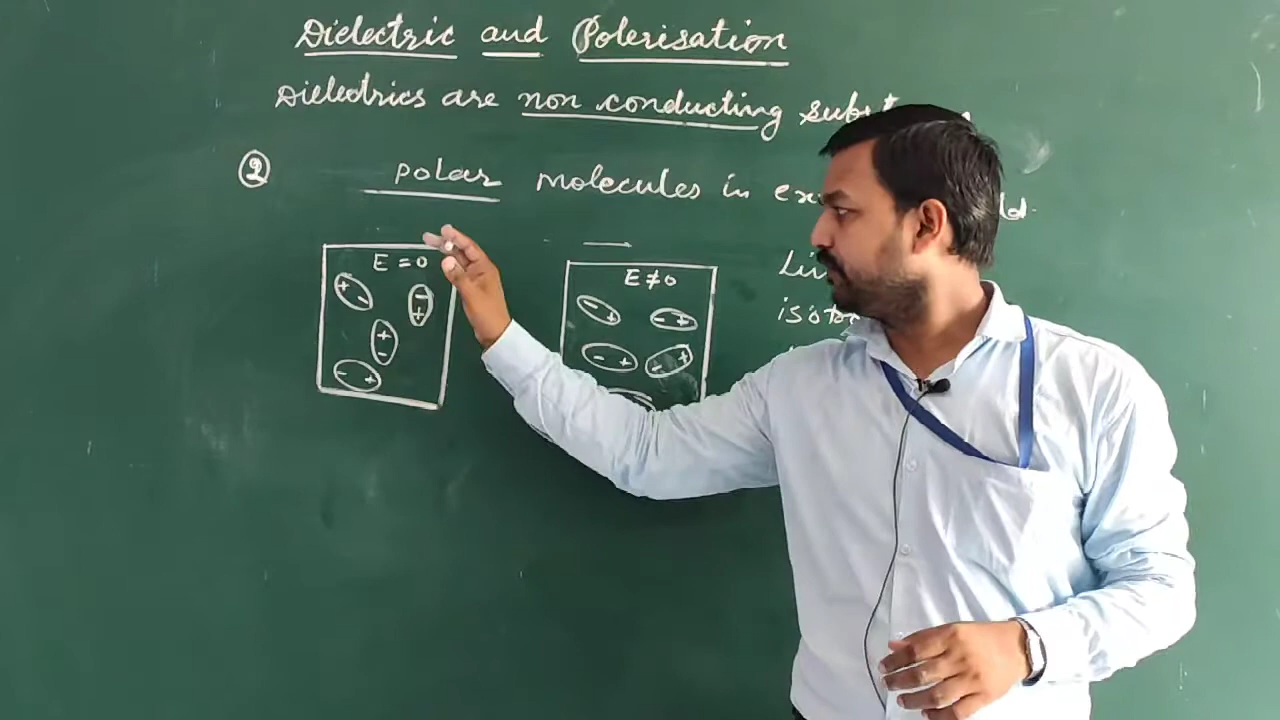 Dielectric and Polerisation
Dielectrics are non conducting
② polar molecules in
E = 0
E ≠ 0
+ -
- +
+ -
- +
- +
- +
- +
- +